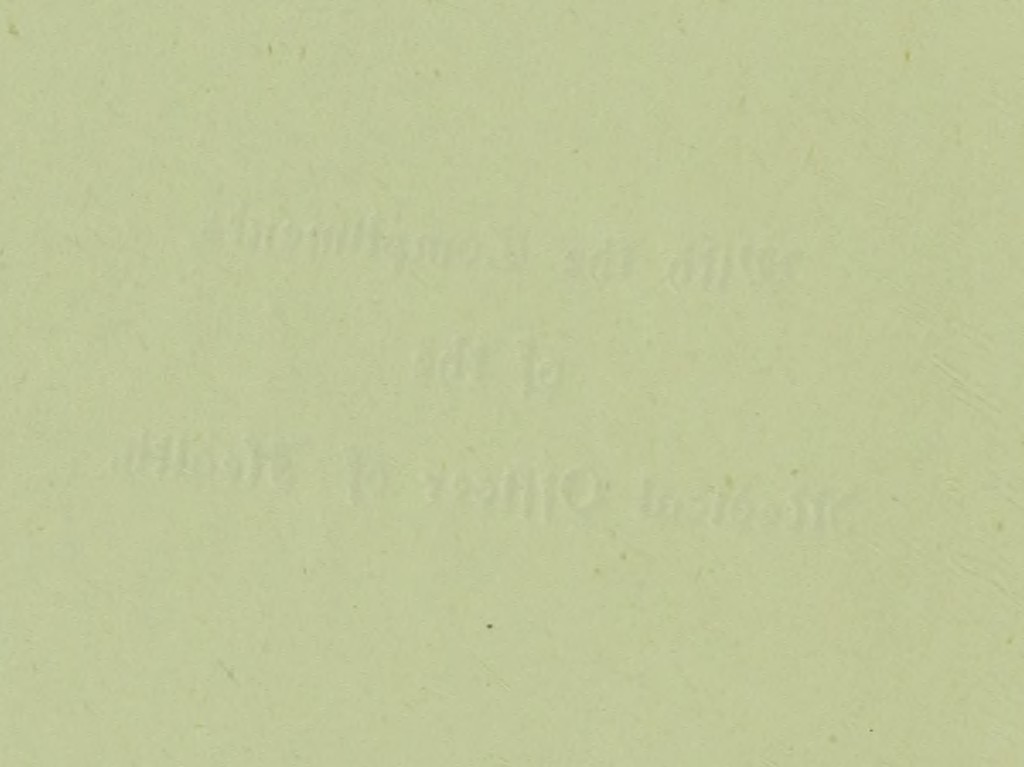 With the Compliments
of the
Medical Officer of Health.